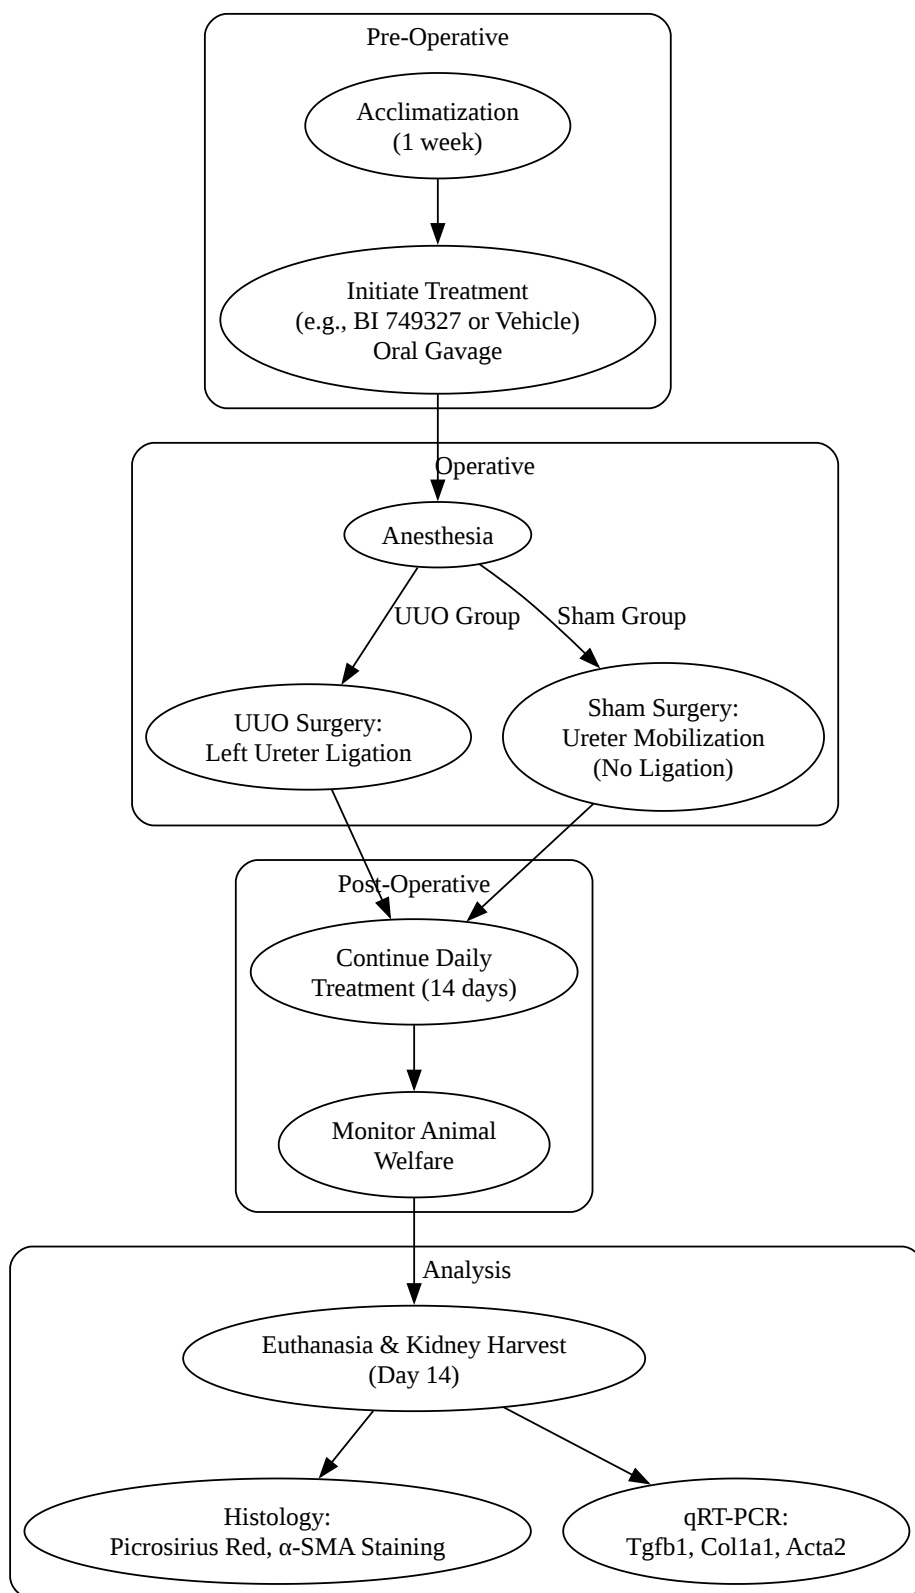 Pre-Operative
Acclimatization
(1 week)
Initiate Treatment
(e.g., BI 749327 or Vehicle)
Oral Gavage
Operative
Anesthesia
UUO Group
Sham Group
UUO Surgery:
Left Ureter Ligation
Sham Surgery:
Ureter Mobilization
(No Ligation)
Post-Operative
Continue Daily
Treatment (14 days)
Monitor Animal
Welfare
Analysis
Euthanasia & Kidney Harvest
(Day 14)
Histology:
Picrosirius Red, α-SMA Staining
qRT-PCR:
Tgfb1, Col1a1, Acta2